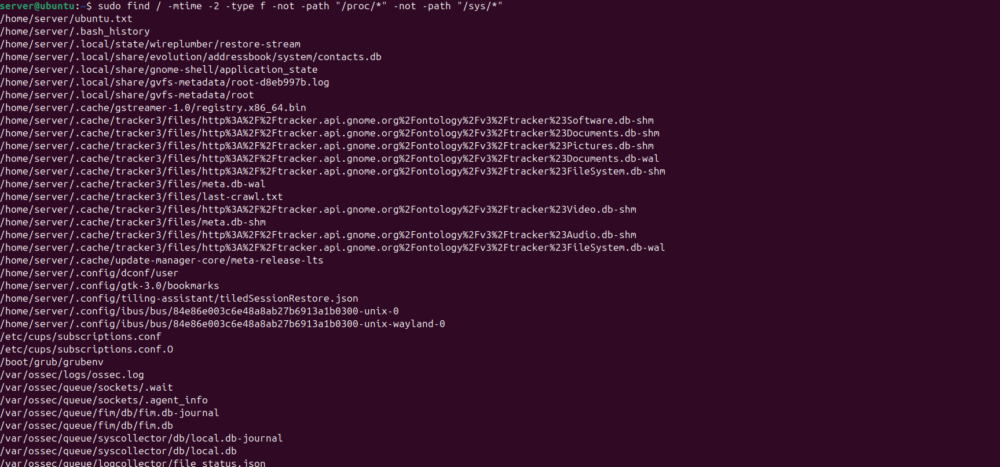 server@ubuntu:~$ sudo find / -mtime -2 -type f -not -path "/proc/*" -not -path "/sys/*"
/home/server/ubuntu.txt
/home/server/.bash_history
/home/server/.local/state/wireplumber/restore-stream
/home/server/.local/share/evolution/addressbook/system/contacts.db
/home/server/.local/share/gnome-shell/application_state
/home/server/.local/share/gvfs-metadata/root-d8eb997b.log
/home/server/.local/share/gvfs-metadata/root
/home/server/.cache/gstreamer-1.0/registry.x86_64.bin
/home/server/.cache/tracker3/files/http%3A%2F%2Ftracker.api.gnome.org%2Fontology%2Fv3%2Ftracker%23Software.db-shm
/home/server/.cache/tracker3/files/http%3A%2F%2Ftracker.api.gnome.org%2Fontology%2Fv3%2Ftracker%23Documents.db-shm
/home/server/.cache/tracker3/files/http%3A%2F%2Ftracker.api.gnome.org%2Fontology%2Fv3%2Ftracker%23Pictures.db-shm
/home/server/.cache/tracker3/files/http%3A%2F%2Ftracker.api.gnome.org%2Fontology%2Fv3%2Ftracker%23Documents.db-wal
/home/server/.cache/tracker3/files/http%3A%2F%2Ftracker.api.gnome.org%2Fontology%2Fv3%2Ftracker%23FileSystem.db-shm
/home/server/.cache/tracker3/files/meta.db-wal
/home/server/.cache/tracker3/files/last-crawl.txt
/home/server/.cache/tracker3/files/http%3A%2F%2Ftracker.api.gnome.org%2Fontology%2Fv3%2Ftracker%23Video.db-shm
/home/server/.cache/tracker3/files/meta.db-shm
/home/server/.cache/tracker3/files/http%3A%2F%2Ftracker.api.gnome.org%2Fontology%2Fv3%2Ftracker%23Audio.db-shm
/home/server/.cache/tracker3/files/http%3A%2F%2Ftracker.api.gnome.org%2Fontology%2Fv3%2Ftracker%23FileSystem.db-wal
/home/server/.cache/update-manager-core/meta-release-lts
/home/server/.config/dconf/user
/home/server/.config/gtk-3.0/bookmarks
/home/server/.config/tiling-assistant/tiledSessionRestore.json
/home/server/.config/ibus/bus/84e86e003c6e48a8ab27b6913a1b0300-unix-0
/home/server/.config/ibus/bus/84e86e003c6e48a8ab27b6913a1b0300-unix-wayland-0
/etc/cups/subscriptions.conf
/etc/cups/subscriptions.conf.O
/boot/grub/grubenv
/var/ossec/logs/ossec.log
/var/ossec/queue/sockets/.wait
/var/ossec/queue/sockets/.agent_info
/var/ossec/queue/fim/db/fim.db-journal
/var/ossec/queue/fim/db/fim.db
/var/ossec/queue/syscollector/db/local.db-journal
/var/ossec/queue/syscollector/db/local.db
/var/ossec/queue/logcollector/file_status.json